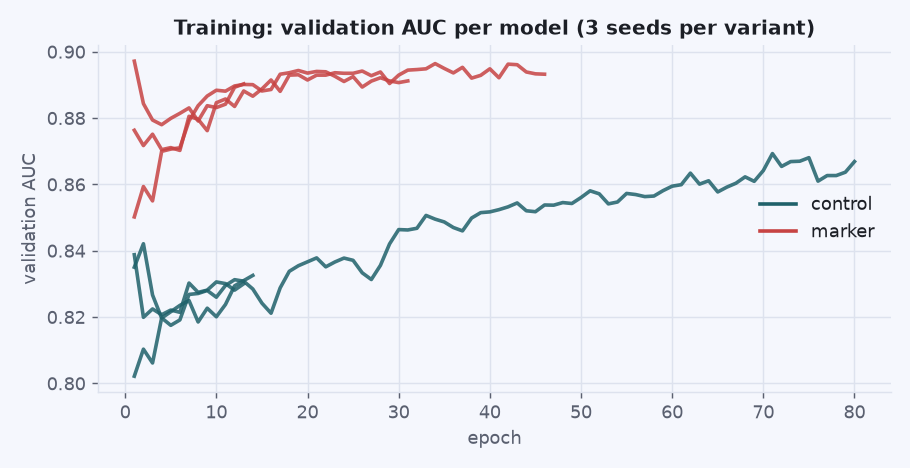 Training: validation AUC per model (3 seeds per variant)
validation AUC
0.90
0.88
0.86
0.84
0.82
0.80
control
marker
0 10 20 30 40 50 60 70 80
epoch